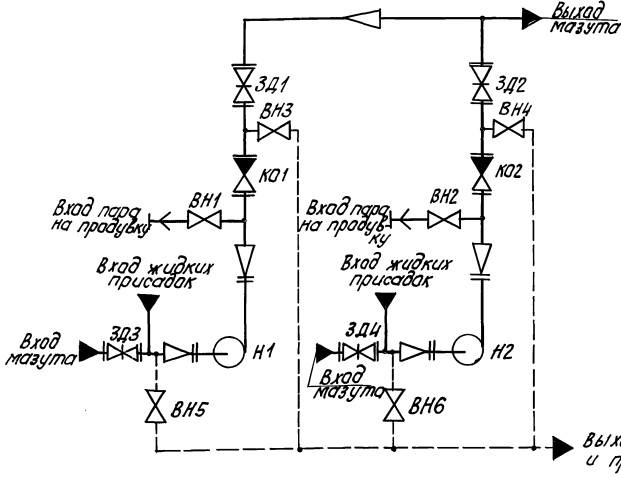 Выход
мазута
ЗД1
ВН3
ЗД2
ВН4
КО1
КО2
Вход пара
на продувку
ВН1
Вход пара
на продув-
ку
ВН2
Вход жидких
присадок
Вход жидких
присадок
Вход
мазута
ЗД3
Н1
ЗД4
Н2
Вход
мазута
ВН5
ВН6
Вых
и п